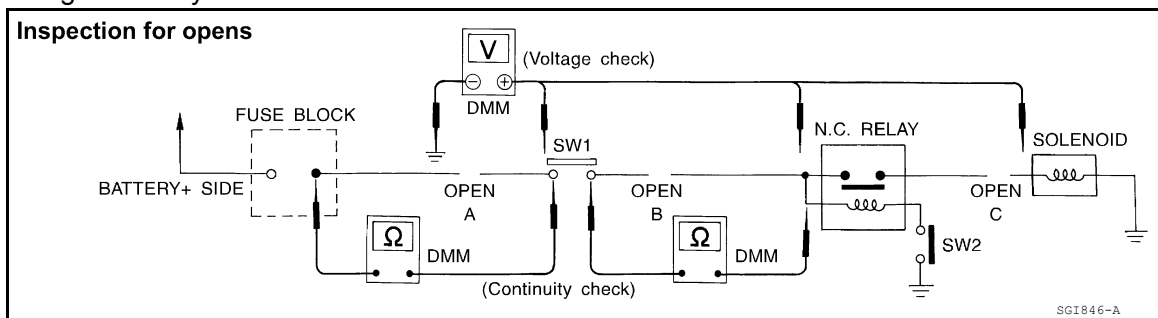 Inspection for opens
V
(Voltage check)
DMM
FUSE BLOCK
SW1
N.C. RELAY
SOLENOID
BATTERY+ SIDE
OPEN
A
OPEN
B
OPEN
C
Ω
DMM
Ω
DMM
SW2
(Continuity check)
SGI846-A